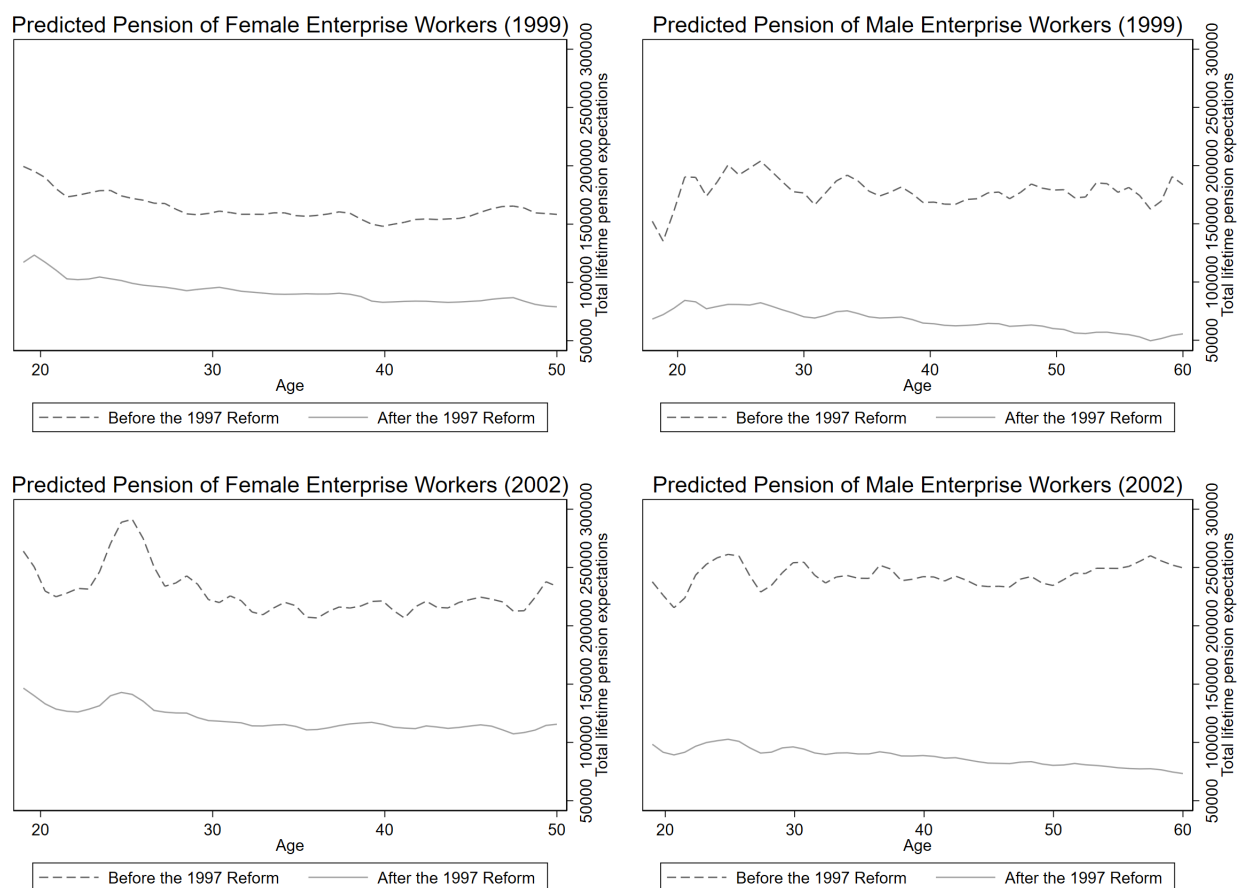 Predicted Pension of Female Enterprise Workers (1999)
300000
250000
200000
150000
100000
50000
Total lifetime pension expectations
20 30 40 50
Age
Before the 1997 Reform After the 1997 Reform
Predicted Pension of Male Enterprise Workers (1999)
300000
250000
200000
150000
100000
50000
Total lifetime pension expectations
20 30 40 50 60
Age
Before the 1997 Reform After the 1997 Reform
Predicted Pension of Female Enterprise Workers (2002)
300000
250000
200000
150000
100000
50000
Total lifetime pension expectations
20 30 40 50
Age
Before the 1997 Reform After the 1997 Reform
Predicted Pension of Male Enterprise Workers (2002)
300000
250000
200000
150000
100000
50000
Total lifetime pension expectations
20 30 40 50 60
Age
Before the 1997 Reform After the 1997 Reform